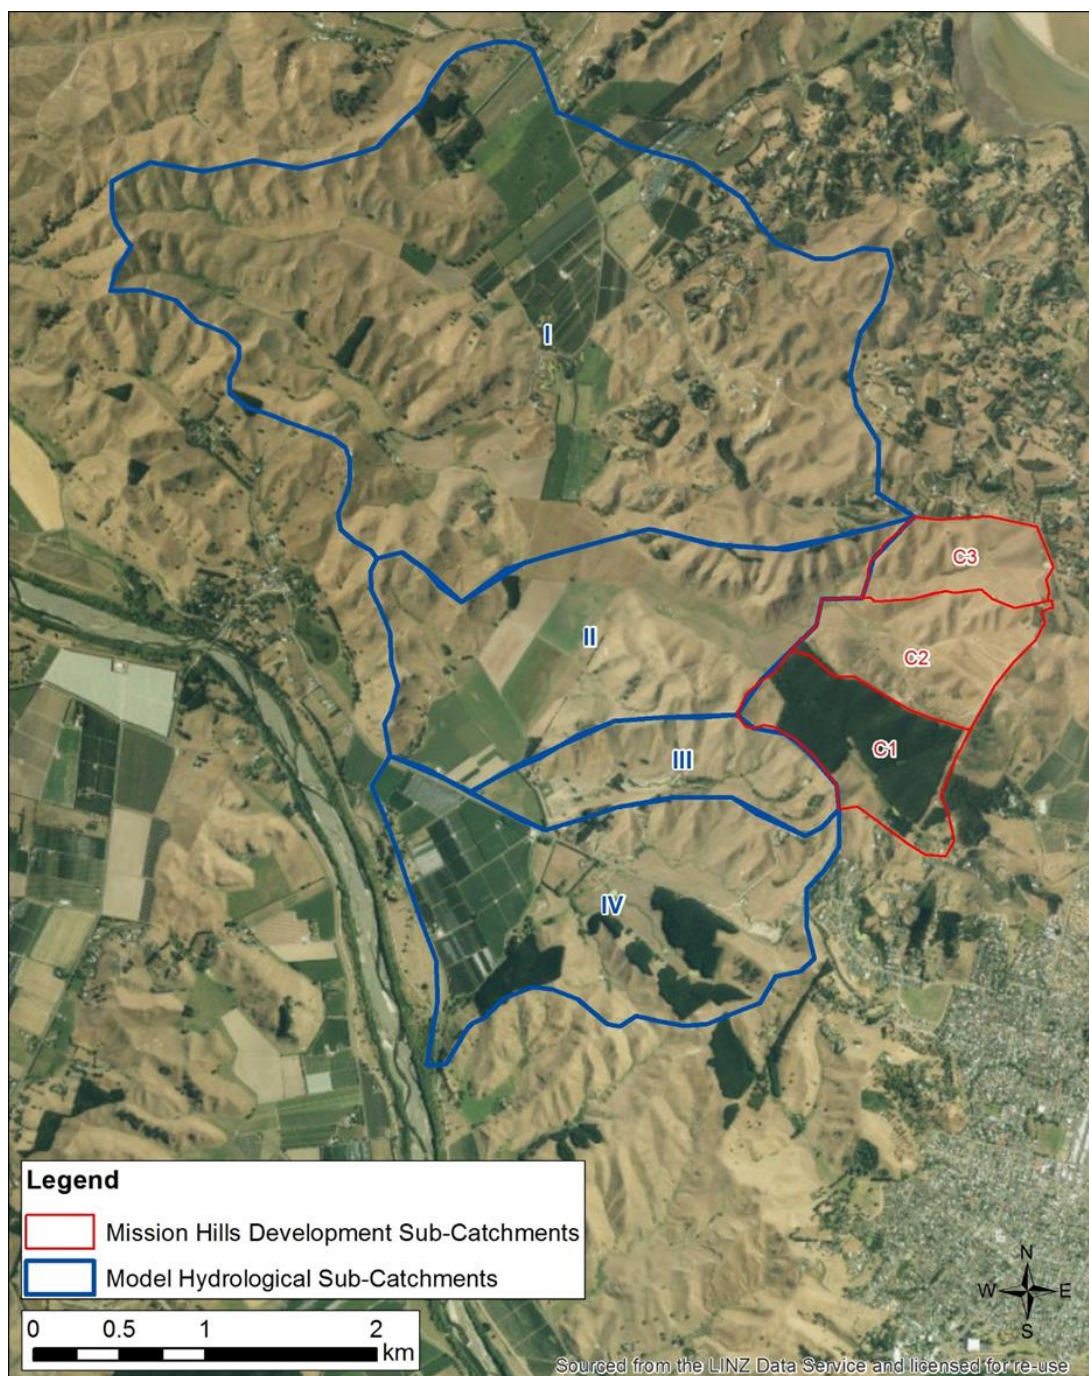 I
C3
II
C2
III
C1
IV
Legend
Mission Hills Development Sub-Catchments
Model Hydrological Sub-Catchments
N
W E
S
0 0.5 1 2
km
Sourced from the LINZ Data Service and licensed for re-use